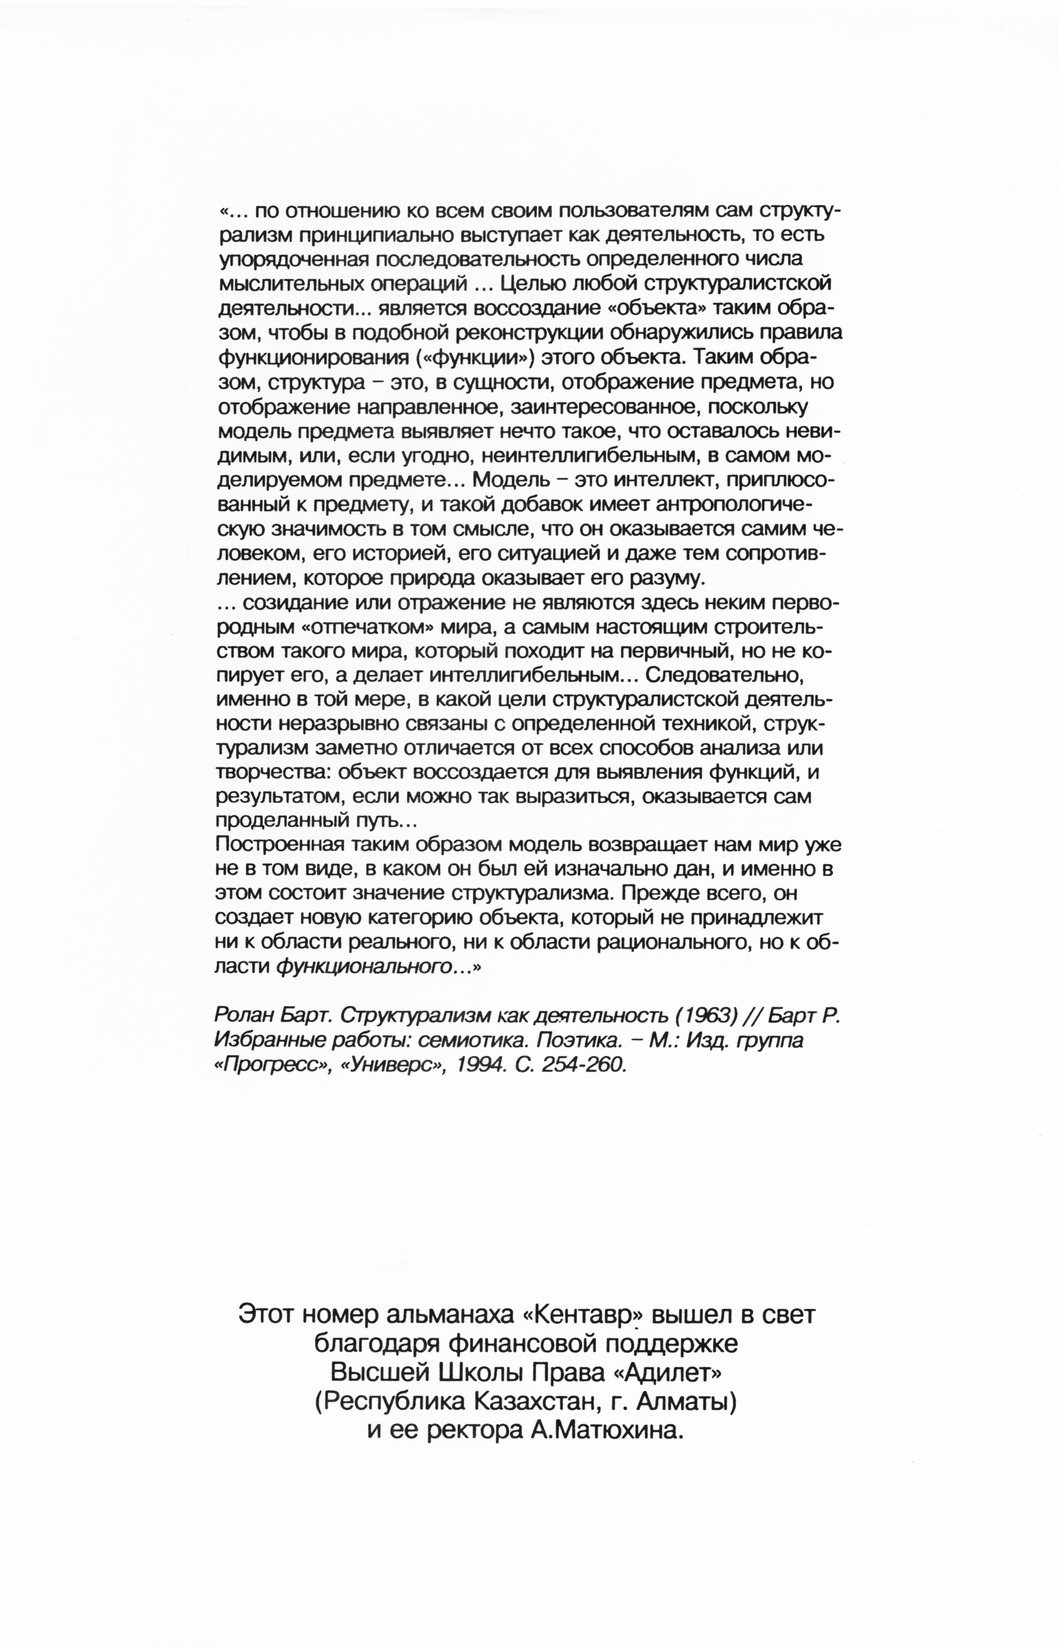 «... по отношению ко всем своим пользователям сам структу-
рализм принципиально выступает как деятельность, то есть
упорядоченная последовательность определенного числа
мыслительных операций ... Целью любой структуралистской
деятельности... является воссоздание «объекта» таким обра-
зом, чтобы в подобной реконструкции обнаружились правила
функционирования («функции») этого объекта. Таким обра-
зом, структура – это, в сущности, отображение предмета, но
отображение направленное, заинтересованное, поскольку
модель предмета выявляет нечто такое, что оставалось неви-
димым, или, если угодно, неинтеллигибельным, в самом мо-
делируемом предмете... Модель – это интеллект, приплюсо-
ванный к предмету, и такой добавок имеет антропологиче-
скую значимость в том смысле, что он оказывается самим че-
ловеком, его историей, его ситуацией и даже тем сопротив-
лением, которое природа оказывает его разуму.
... созидание или отражение не являются здесь неким перво-
родным «отпечатком» мира, а самым настоящим строитель-
ством такого мира, который походит на первичный, но не ко-
пирует его, а делает интеллигибельным... Следовательно,
именно в той мере, в какой цели структуралистской деятель-
ности неразрывно связаны с определенной техникой, струк-
турализм заметно отличается от всех способов анализа или
творчества: объект воссоздается для выявления функций, и
результатом, если можно так выразиться, оказывается сам
проделанный путь...
Построенная таким образом модель возвращает нам мир уже
не в том виде, в каком он был ей изначально дан, и именно в
этом состоит значение структурализма. Прежде всего, он
создает новую категорию объекта, который не принадлежит
ни к области реального, ни к области рационального, но к об-
ласти функционального...»
Ролан Барт. Структурализм как деятельность (1963) // Барт Р.
Избранные работы: семиотика. Поэтика. – М.: Изд. группа
«Прогресс», «Универс», 1994. С. 254-260.
Этот номер альманаха «Кентавр» вышел в свет
благодаря финансовой поддержке
Высшей Школы Права «Адилет»
(Республика Казахстан, г. Алматы)
и ее ректора А.Матюхина.